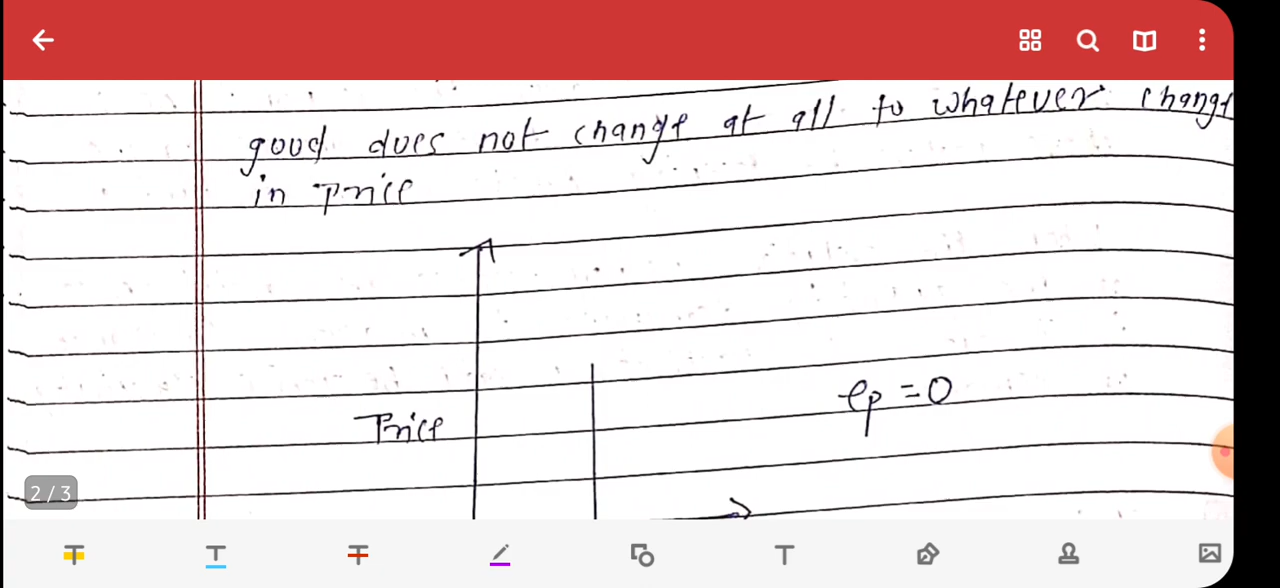 good does not change at all to whatever change
in price
Price
ep = 0
2 / 3
T
T
T
T